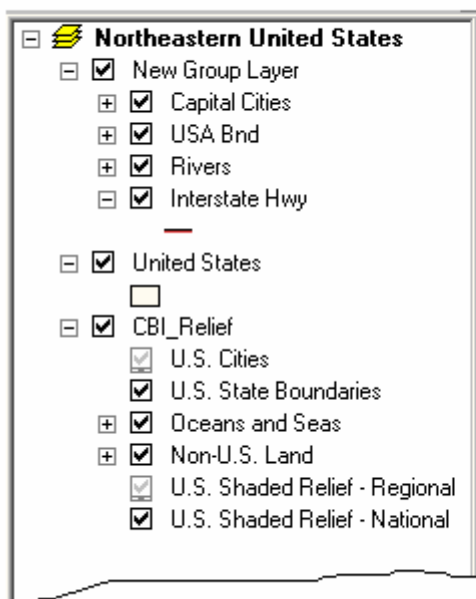 Northeastern United States
New Group Layer
Capital Cities
USA Bnd
Rivers
Interstate Hwy
United States
CBI_Relief
U.S. Cities
U.S. State Boundaries
Oceans and Seas
Non-U.S. Land
U.S. Shaded Relief - Regional
U.S. Shaded Relief - National